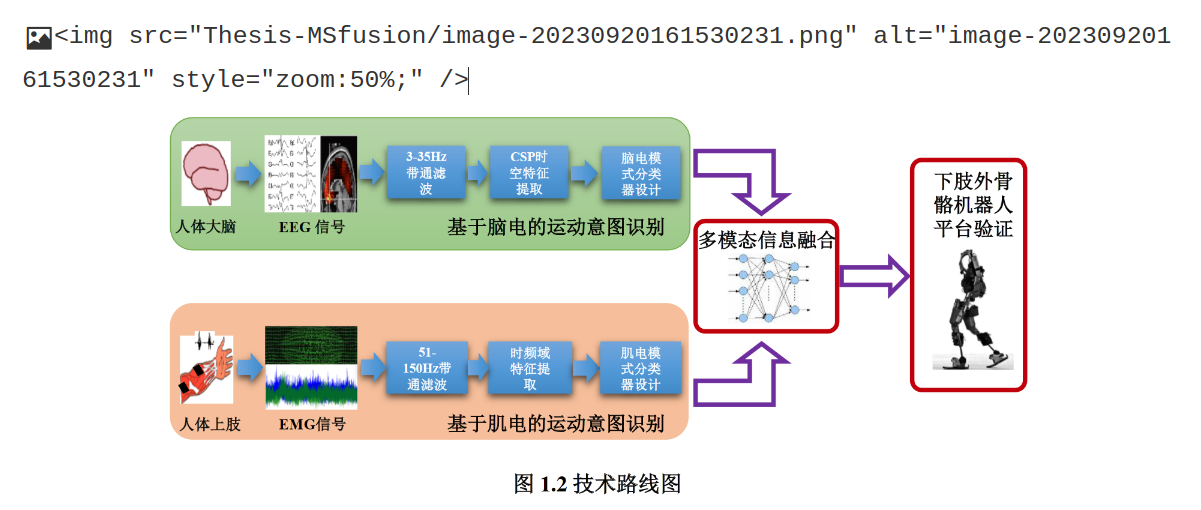 <img src="Thesis-MSfusion/image-20230920161530231.png" alt="image-202309201
61530231" style="zoom:50%;" />
3-35Hz
带通滤
波
CSP时
空特征
提取
脑电模
式分类
器设计
人体大脑
EEG 信号
基于脑电的运动意图识别
多模态信息融合
下肢外骨
骼机器人
平台验证
51-
150Hz带
通滤波
时频域
特征提
取
肌电模
式分类
器设计
人体上肢
EMG信号
基于肌电的运动意图识别
图 1.2 技术路线图